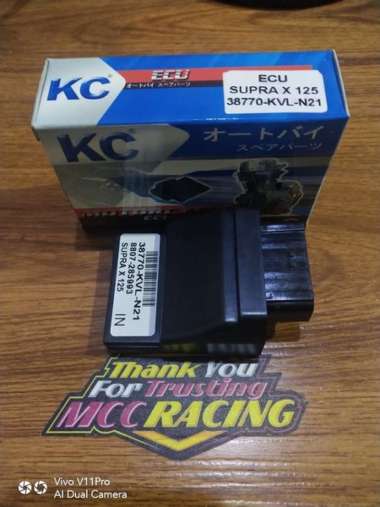 KC
ECU
オートバイ スペアパーツ
ECU
SUPRA X 125
38770-KVL-N21
KC
オートバイ
スペアパーツ
ECU
38770-KVL-N21
8807-285993
SUPRA X 125
IN
Thank You
For Trusting
MCC RACING
Vivo V11Pro
AI Dual Camera